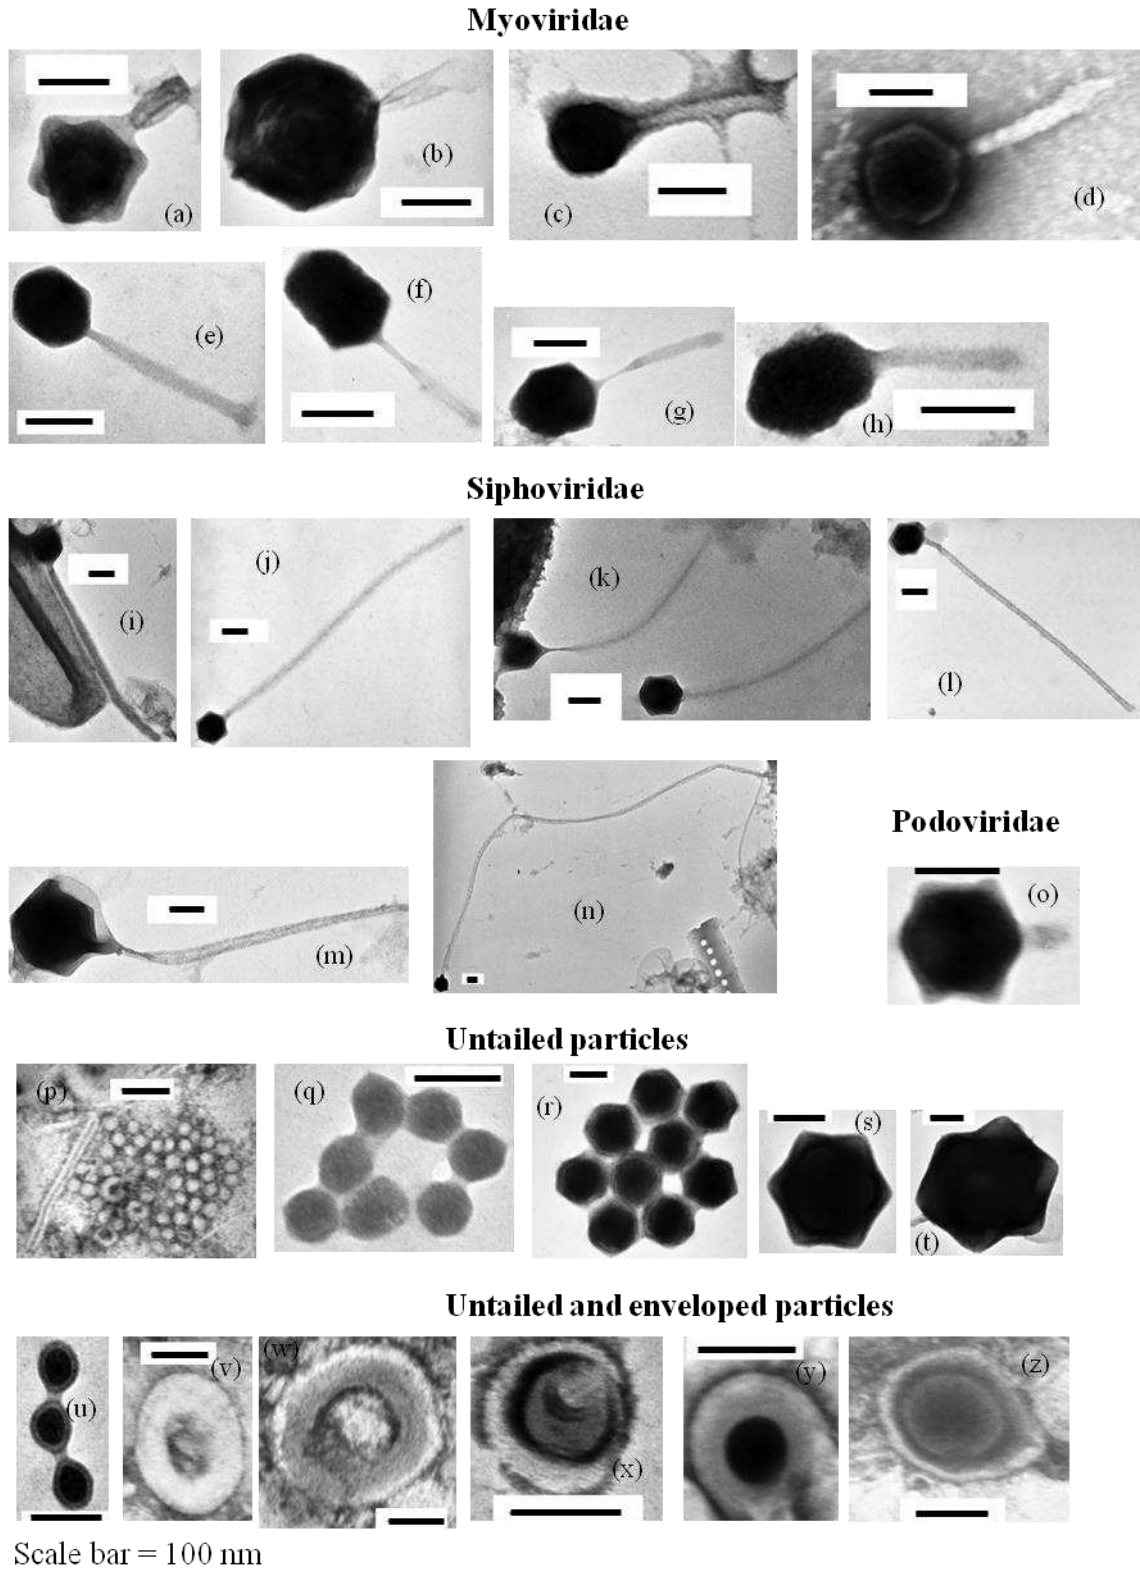 Myoviridae
(a)
(b)
(c)
(d)
(e)
(f)
(g)
(h)
Siphoviridae
(i)
(j)
(k)
(l)
(m)
(n)
Podoviridae
(o)
Untailed particles
(p)
(q)
(r)
(s)
(t)
Untailed and enveloped particles
(u)
(v)
(w)
(x)
(y)
(z)
Scale bar = 100 nm